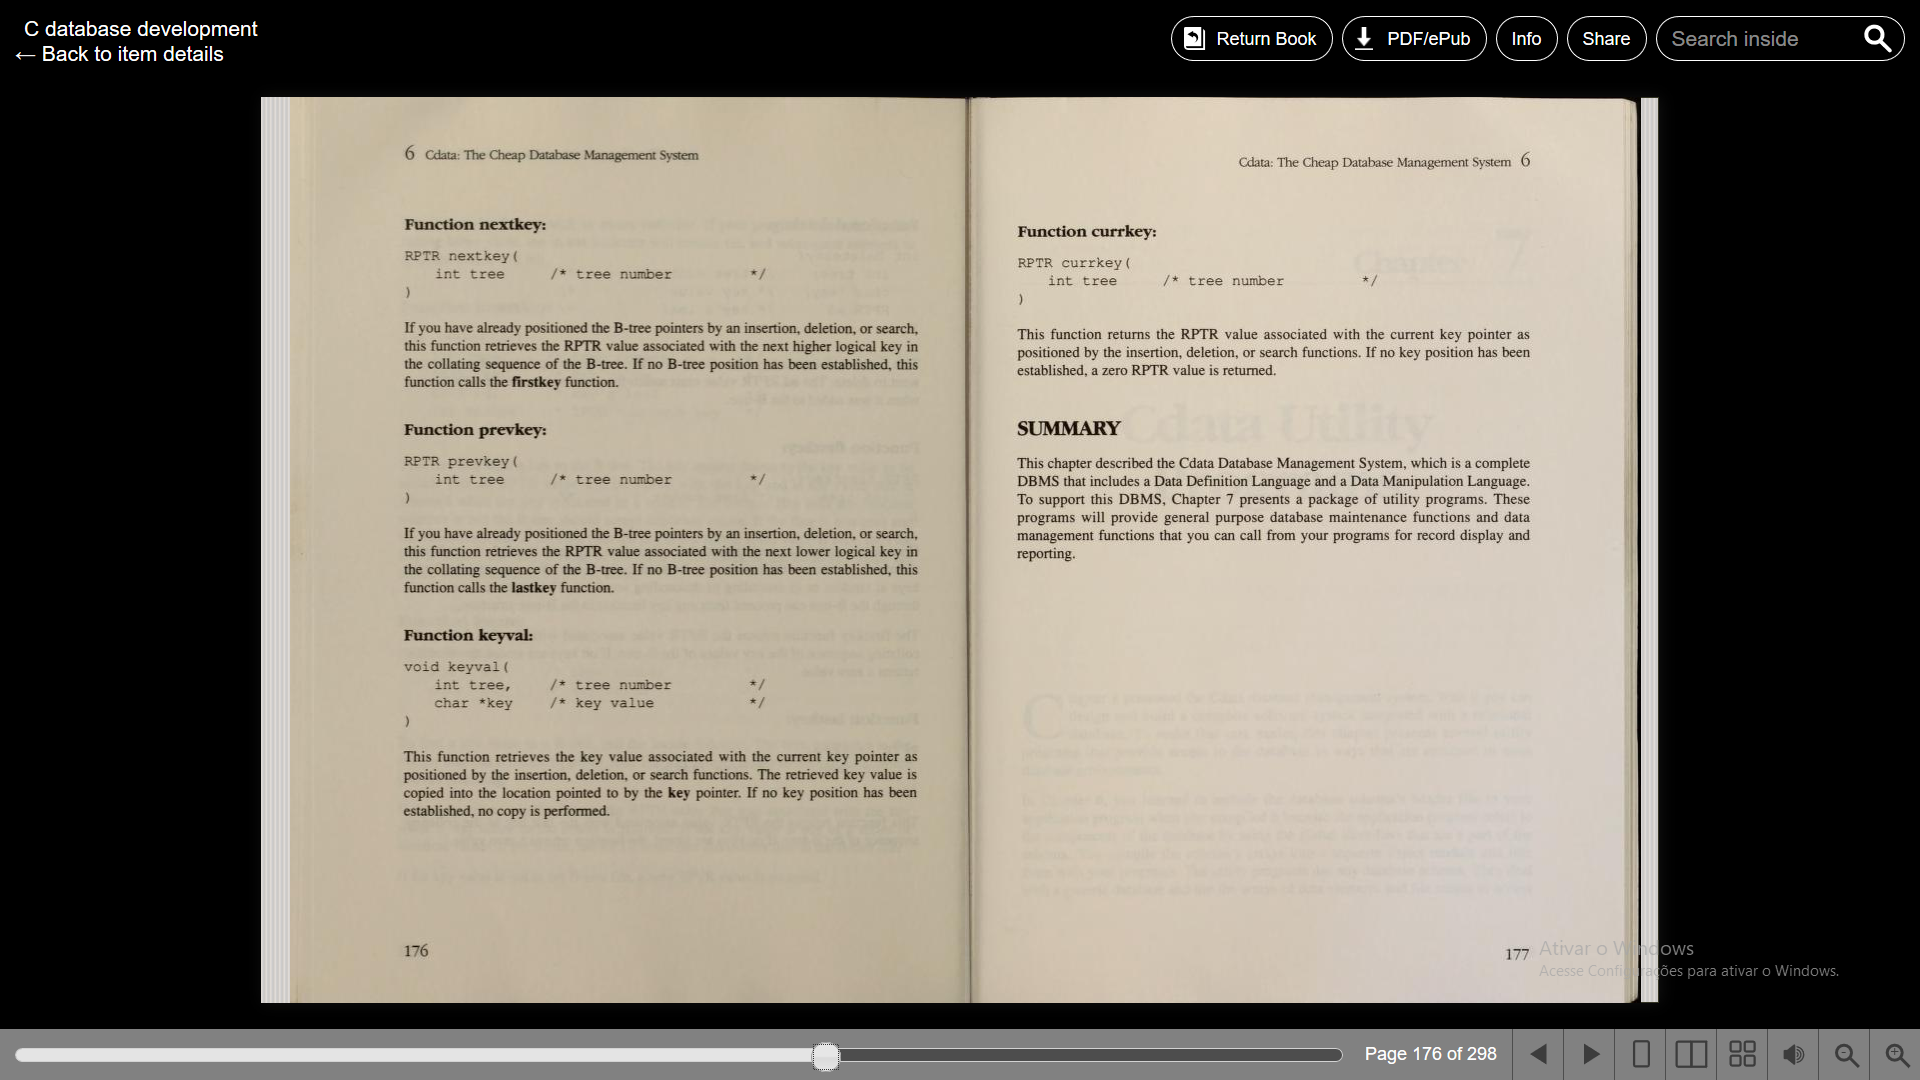 C database development
← Back to item details
Return Book
PDF/ePub
Info
Share
Search inside
6 Cdata: The Cheap Database Management System
Function nextkey:
RPTR nextkey(
int tree /* tree number */
)
If you have already positioned the B-tree pointers by an insertion, deletion, or search,
this function retrieves the RPTR value associated with the next higher logical key in
the collating sequence of the B-tree. If no B-tree position has been established, this
function calls the firstkey function.
Function prevkey:
RPTR prevkey(
int tree /* tree number */
)
If you have already positioned the B-tree pointers by an insertion, deletion, or search,
this function retrieves the RPTR value associated with the next lower logical key in
the collating sequence of the B-tree. If no B-tree position has been established, this
function calls the lastkey function.
Function keyval:
void keyval(
int tree, /* tree number */
char *key /* key value */
)
This function retrieves the key value associated with the current key pointer as
positioned by the insertion, deletion, or search functions. The retrieved key value is
copied into the location pointed to by the key pointer. If no key position has been
established, no copy is performed.
176
Cdata: The Cheap Database Management System 6
Function currkey:
RPTR currkey(
int tree /* tree number */
)
This function returns the RPTR value associated with the current key pointer as
positioned by the insertion, deletion, or search functions. If no key position has been
established, a zero RPTR value is returned.
SUMMARY
This chapter described the Cdata Database Management System, which is a complete
DBMS that includes a Data Definition Language and a Data Manipulation Language.
To support this DBMS, Chapter 7 presents a package of utility programs. These
programs will provide general purpose database maintenance functions and data
management functions that you can call from your programs for record display and
reporting.
177
Ativar o Windows
Acesse Configurações para ativar o Windows.
Page 176 of 298